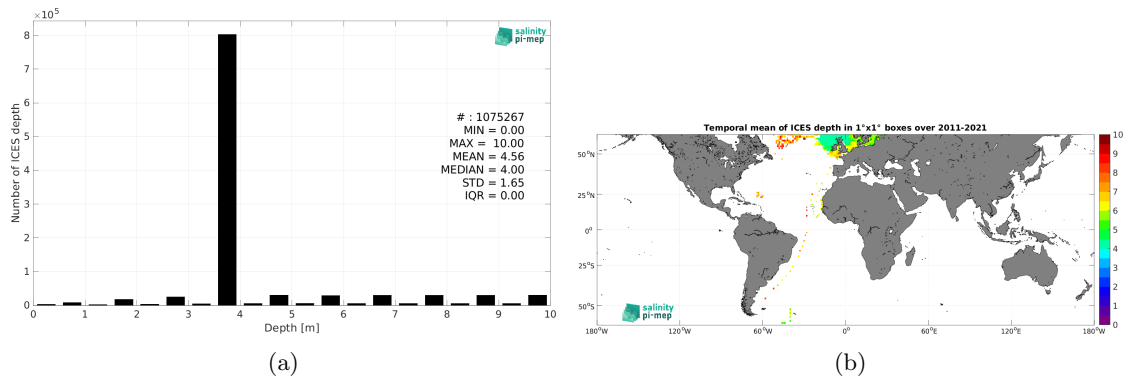 ×10⁵
8
7
6
5
4
3
2
1
0
Number of ICES depth
salinity
pi-mep
# : 1075267
MIN = 0.00
MAX = 10.00
MEAN = 4.56
MEDIAN = 4.00
STD = 1.65
IQR = 0.00
0 1 2 3 4 5 6 7 8 9 10
Depth [m]
(a)
Temporal mean of ICES depth in 1°x1° boxes over 2011-2021
50°N
25°N
0°
25°S
50°S
salinity
pi-mep
180°W 120°W 60°W 0° 60°E 120°E 180°E
10
9
8
7
6
5
4
3
2
1
0
(b)